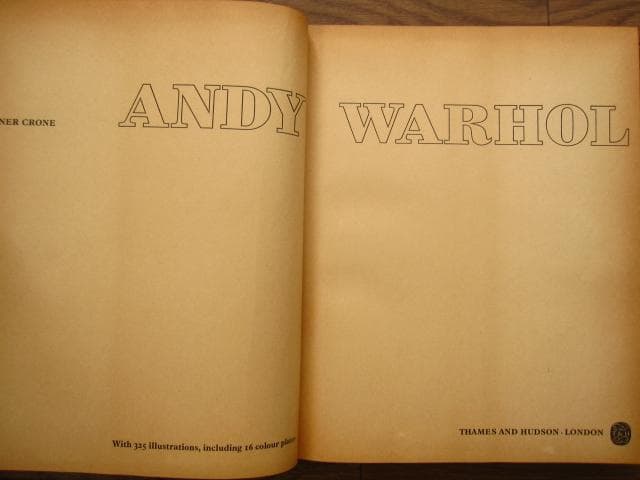 NER CRONE
ANDY WARHOL
With 325 illustrations, including 16 colour plates
THAMES AND HUDSON · LONDON